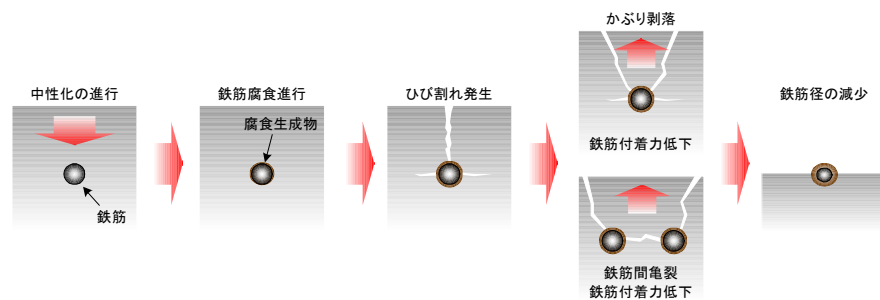 中性化の進行
鉄筋
鉄筋腐食進行
腐食生成物
ひび割れ発生
かぶり剥落
鉄筋付着力低下
鉄筋間亀裂
鉄筋付着力低下
鉄筋径の減少